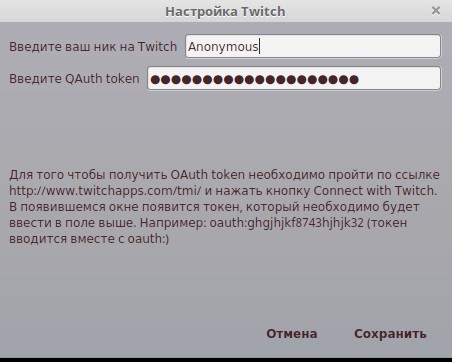 Настройка Twitch
Введите ваш ник на Twitch Anonymous
Введите QAuth token ●●●●●●●●●●●●●●●●●●●●
Для того чтобы получить OAuth token необходимо пройти по ссылке
http://www.twitchapps.com/tmi/ и нажать кнопку Connect with Twitch.
В появившемся окне появится токен, который необходимо будет
ввести в поле выше. Например: oauth:ghgjhjkf8743hjhjk32 (токен
вводится вместе с oauth:)
Отмена Сохранить